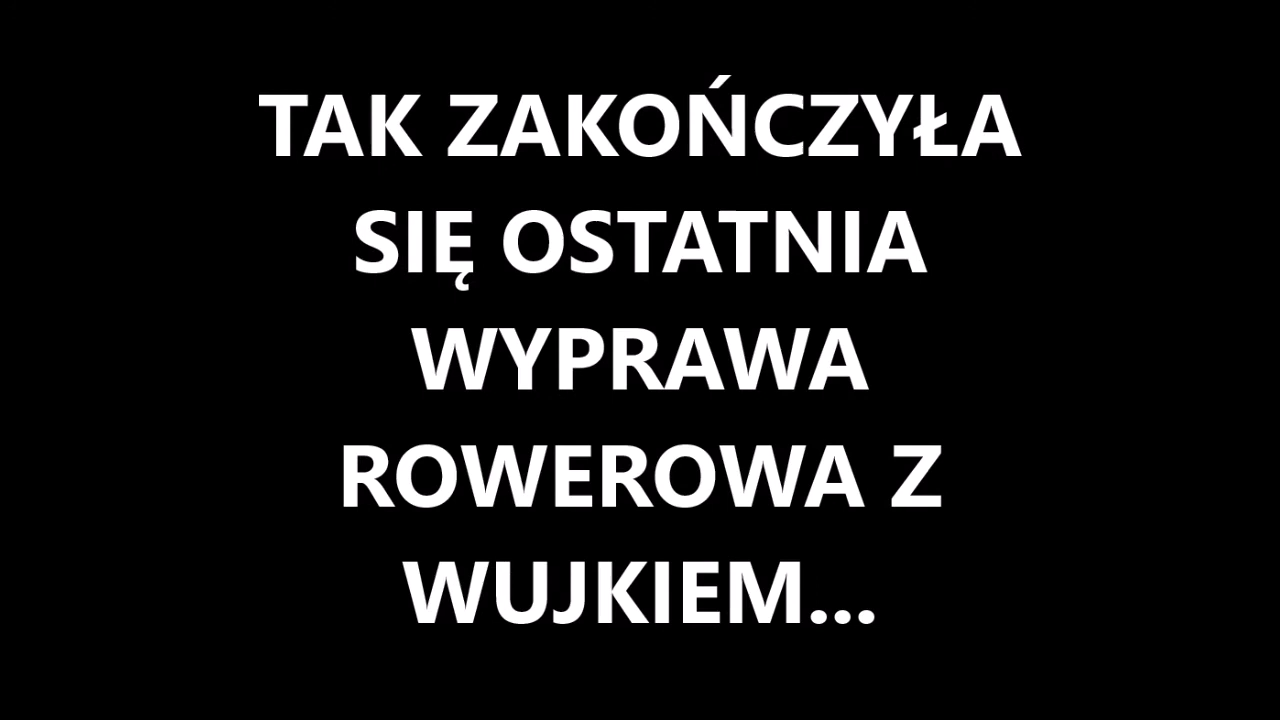 TAK ZAKOŃCZYŁA
SIĘ OSTATNIA
WYPRAWA
ROWEROWA Z
WUJKIEM...